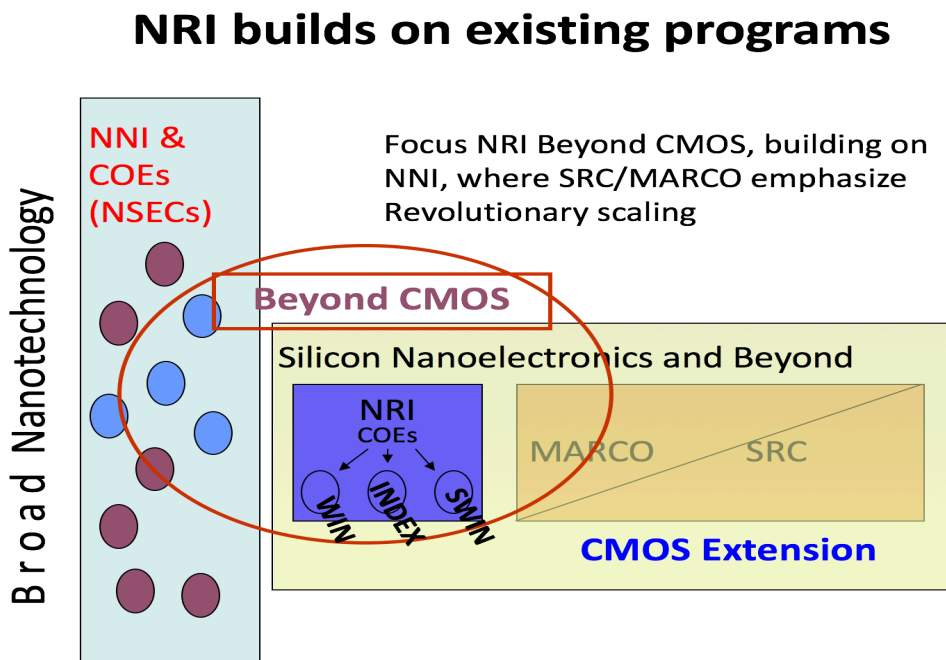 NRI builds on existing programs
Broad Nanotechnology
NNI &
COEs
(NSECs)
Focus NRI Beyond CMOS, building on
NNI, where SRC/MARCO emphasize
Revolutionary scaling
Beyond CMOS
Silicon Nanoelectronics and Beyond
NRI
COEs
WIN
INDEX
SWIN
MARCO
SRC
CMOS Extension